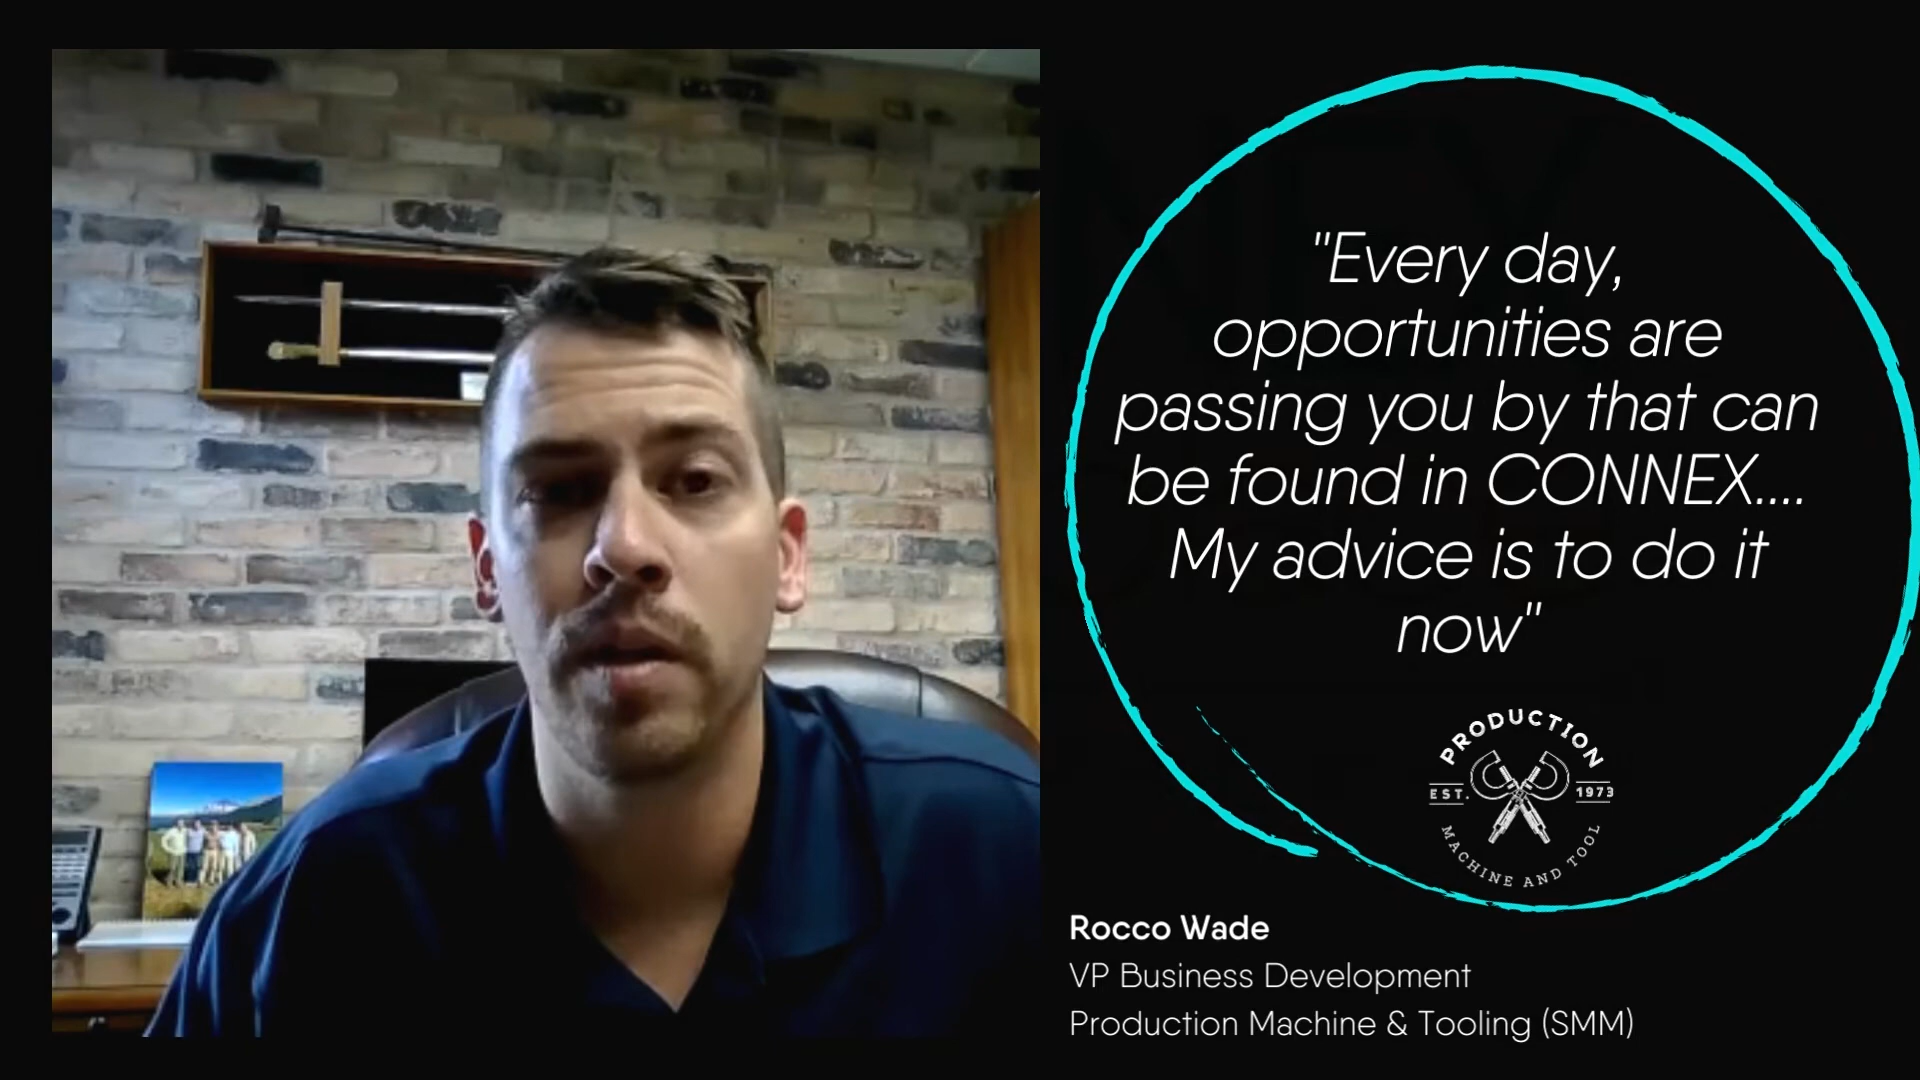 "Every day,
opportunities are
passing you by that can
be found in CONNEX....
My advice is to do it
now"
PRODUCTION
EST. 1973
MACHINE AND TOOL
Rocco Wade
VP Business Development
Production Machine & Tooling (SMM)